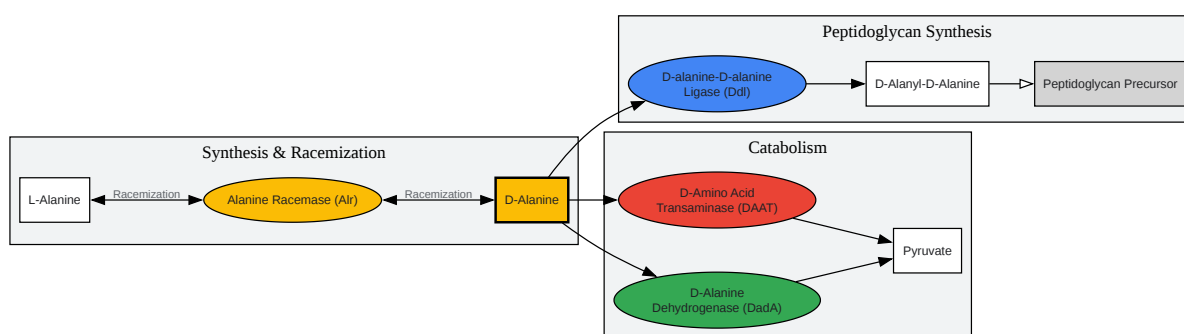 Peptidoglycan Synthesis
D-alanine-D-alanine
Ligase (Ddl)
D-Alanyl-D-Alanine
Peptidoglycan Precursor
Synthesis & Racemization
L-Alanine
Racemization
Alanine Racemase (Alr)
Racemization
D-Alanine
Catabolism
D-Amino Acid
Transaminase (DAAT)
Pyruvate
D-Alanine
Dehydrogenase (DadA)